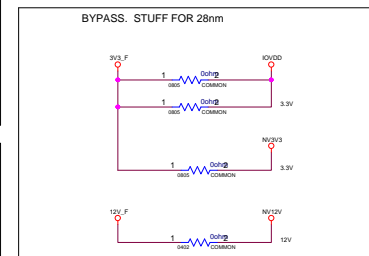 BYPASS. STUFF FOR 28nm
3V3_F IOVDD
1 0ohm 2
0805 COMMON
1 0ohm 2
0805 COMMON 3.3V
NV3V3
1 0ohm 2 3.3V
0805 COMMON
12V_F NV12V
1 0ohm 2 12V
0402 COMMON